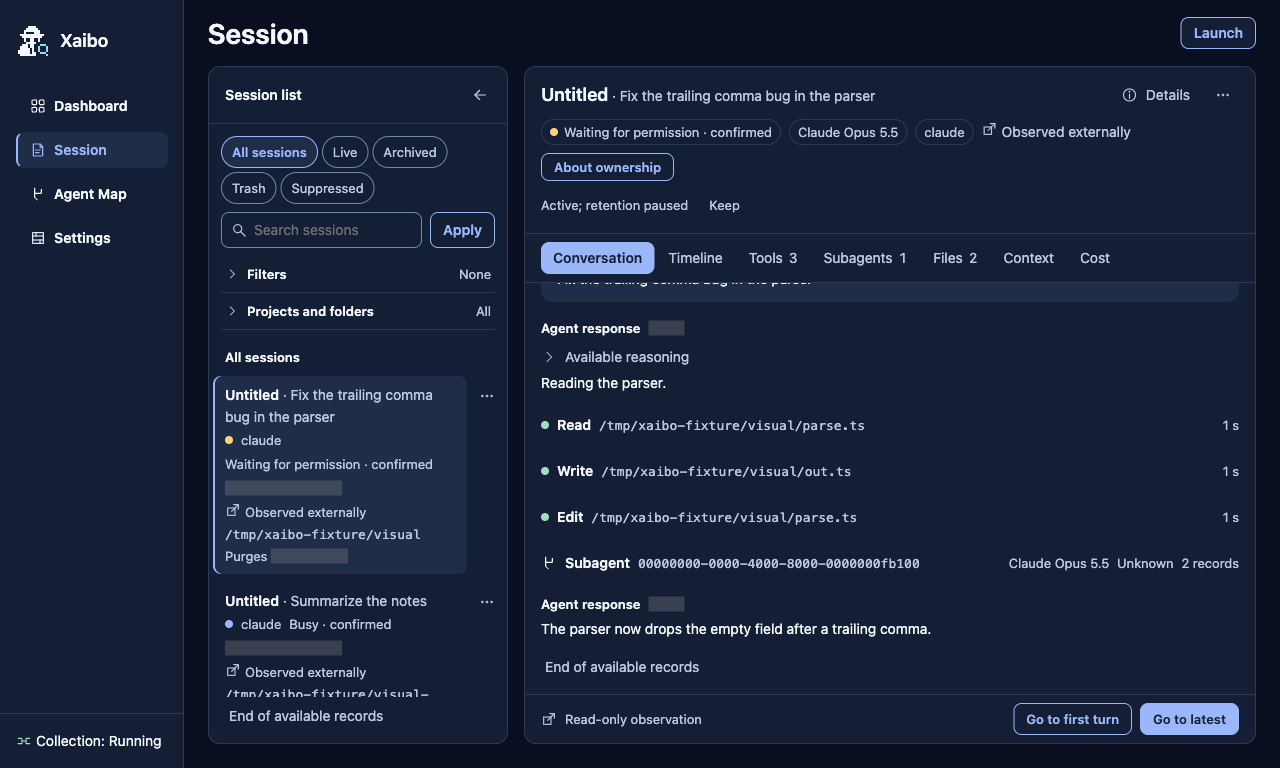 Xaibo
Dashboard
Session
Agent Map
Settings
Collection: Running
Session
Launch
Session list
All sessions
Live
Archived
Trash
Suppressed
Search sessions
Apply
Filters
None
Projects and folders
All
All sessions
Untitled · Fix the trailing comma
bug in the parser
claude
Waiting for permission · confirmed
Observed externally
/tmp/xaibo-fixture/visual
Purges
Untitled · Summarize the notes
claude Busy · confirmed
Observed externally
/tmp/xaibo-fixture/visual-
End of available records
Untitled · Fix the trailing comma bug in the parser
Details
Waiting for permission · confirmed
Claude Opus 5.5
claude
Observed externally
About ownership
Active; retention paused
Keep
Conversation
Timeline
Tools 3
Subagents 1
Files 2
Context
Cost
Fix the trailing comma bug in the parser
Agent response
Available reasoning
Reading the parser.
Read /tmp/xaibo-fixture/visual/parse.ts 1 s
Write /tmp/xaibo-fixture/visual/out.ts 1 s
Edit /tmp/xaibo-fixture/visual/parse.ts 1 s
Subagent 00000000-0000-4000-8000-0000000fb100 Claude Opus 5.5 Unknown 2 records
Agent response
The parser now drops the empty field after a trailing comma.
End of available records
Read-only observation
Go to first turn
Go to latest